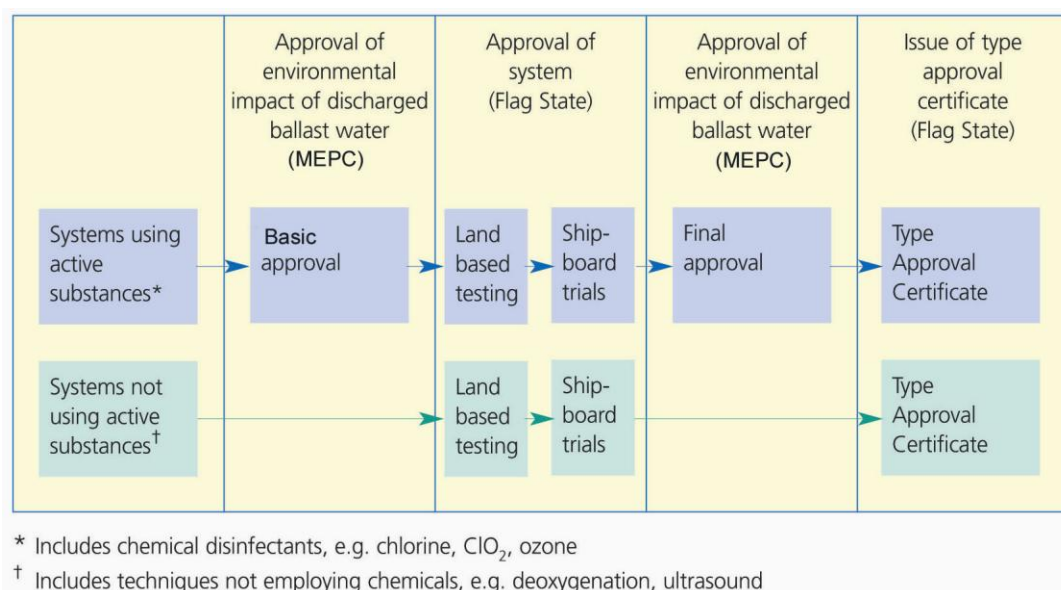 Approval of
environmental
impact of discharged
ballast water
(MEPC)
Approval of
system
(Flag State)
Approval of
environmental
impact of discharged
ballast water
(MEPC)
Issue of type
approval
certificate
(Flag State)
Systems using
active
substances*
Basic
approval
Land
based
testing
Ship-
board
trials
Final
approval
Type
Approval
Certificate
Systems not
using active
substances†
Land
based
testing
Ship-
board
trials
Type
Approval
Certificate
* Includes chemical disinfectants, e.g. chlorine, ClO₂, ozone
† Includes techniques not employing chemicals, e.g. deoxygenation, ultrasound